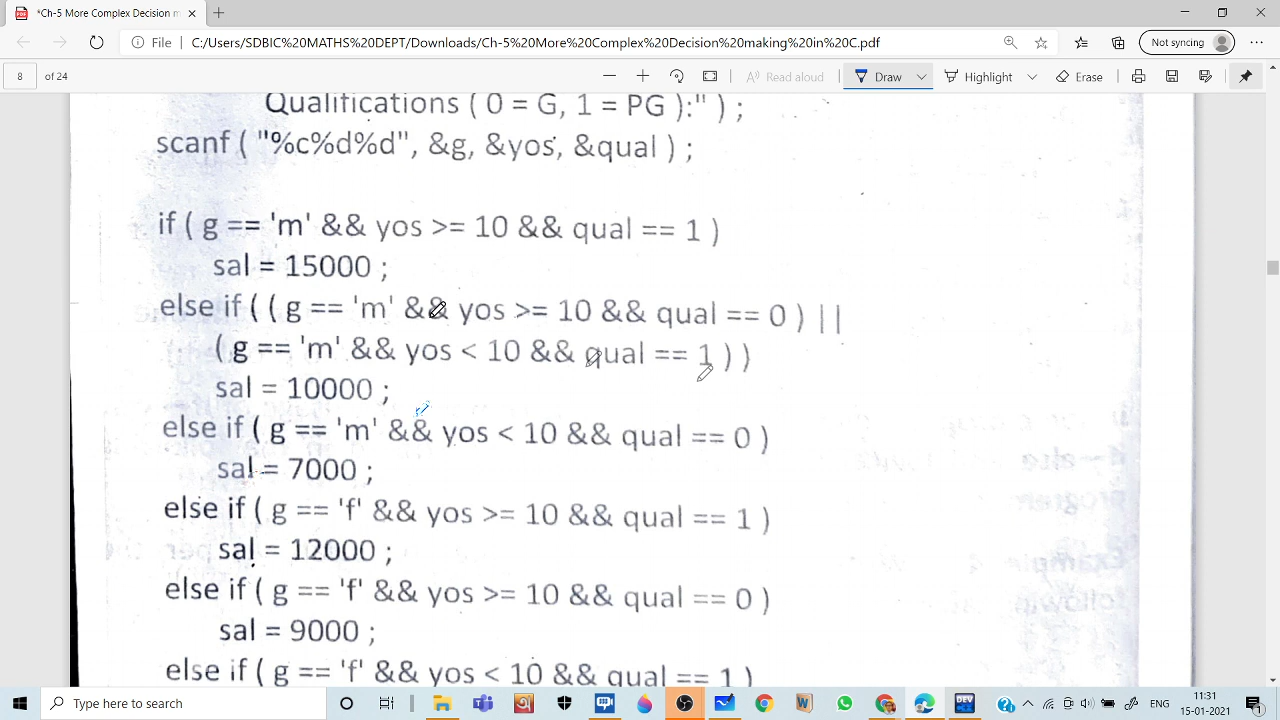 *Ch-5 More Complex Decision m
File C:/Users/SDBIC%20MATHS%20DEPT/Downloads/Ch-5%20More%20Complex%20Decision%20making%20in%20C.pdf Not syncing
8 of 24 Read aloud Draw Highlight Erase
Qualifications ( 0 = G, 1 = PG ):" ) ;
scanf ( "%c%d%d", &g, &yos, &qual ) ;
if ( g == 'm' && yos >= 10 && qual == 1 )
sal = 15000 ;
else if ( ( g == 'm' && yos >= 10 && qual == 0 ) ||
( g == 'm' && yos < 10 && qual == 1 ) )
sal = 10000 ;
else if ( g == 'm' && yos < 10 && qual == 0 )
sal = 7000 ;
else if ( g == 'f' && yos >= 10 && qual == 1 )
sal = 12000 ;
else if ( g == 'f' && yos >= 10 && qual == 0 )
sal = 9000 ;
else if ( g == 'f' && yos < 10 && qual == 1 )
Type here to search DEV ENG 11:31
15-01-2021